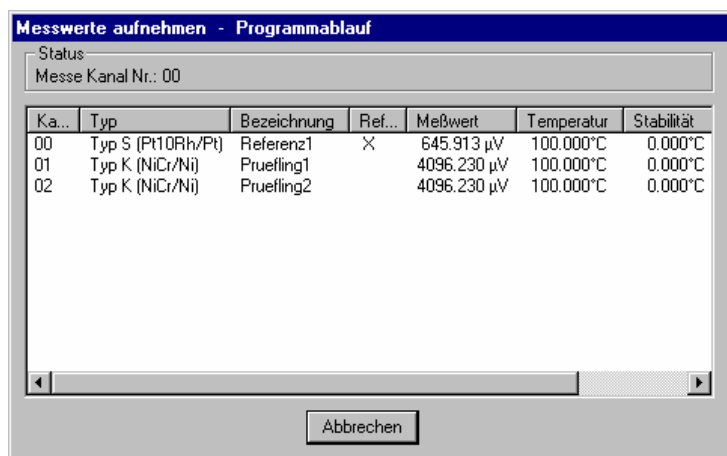 Messwerte aufnehmen - Programmablauf
Status
Messe Kanal Nr.: 00
Ka... Typ Bezeichnung Ref... Meßwert Temperatur Stabilität
00 Typ S (Pt10Rh/Pt) Referenz1 X 645.913 µV 100.000°C 0.000°C
01 Typ K (NiCr/Ni) Pruefling1 4096.230 µV 100.000°C 0.000°C
02 Typ K (NiCr/Ni) Pruefling2 4096.230 µV 100.000°C 0.000°C
Abbrechen